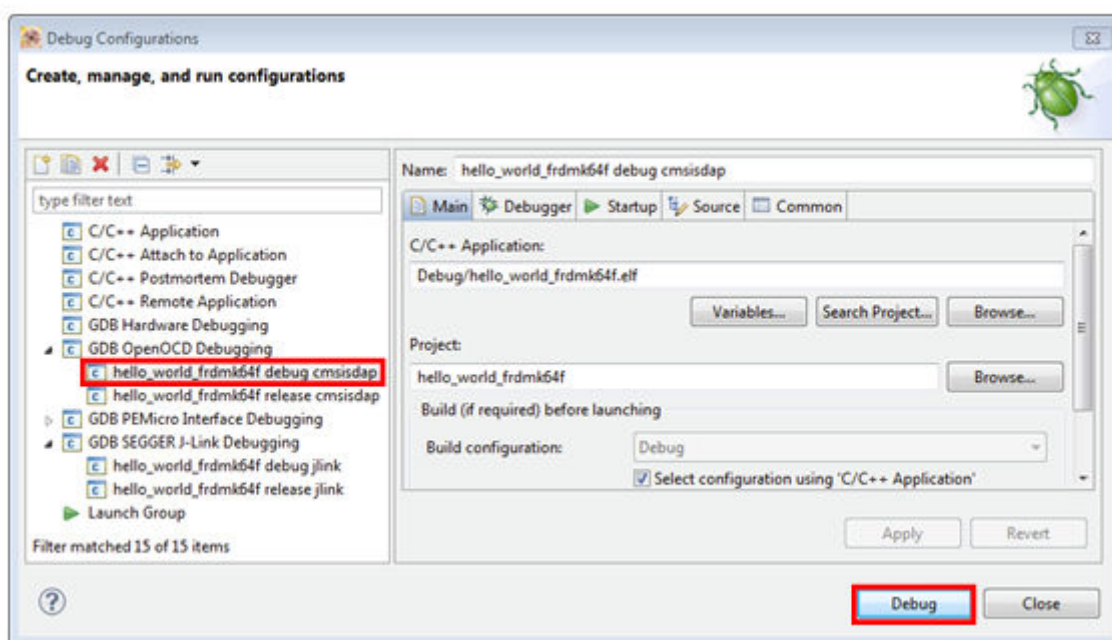 Debug Configurations
Create, manage, and run configurations
type filter text
C/C++ Application
C/C++ Attach to Application
C/C++ Postmortem Debugger
C/C++ Remote Application
GDB Hardware Debugging
GDB OpenOCD Debugging
hello_world_frdmk64f debug cmsisdap
hello_world_frdmk64f release cmsisdap
GDB PEMicro Interface Debugging
GDB SEGGER J-Link Debugging
hello_world_frdmk64f debug jlink
hello_world_frdmk64f release jlink
Launch Group
Filter matched 15 of 15 items
Name: hello_world_frdmk64f debug cmsisdap
Main Debugger Startup Source Common
C/C++ Application:
Debug/hello_world_frdmk64f.elf
Variables... Search Project... Browse...
Project:
hello_world_frdmk64f Browse...
Build (if required) before launching
Build configuration: Debug
Select configuration using 'C/C++ Application'
Apply Revert
? Debug Close